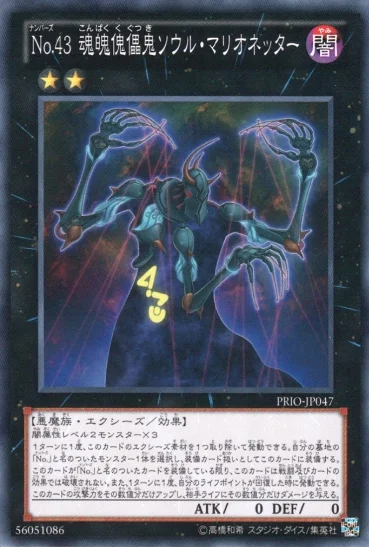 ナンバーズ こんぱくくぐつき
No.43 魂魄傀儡鬼ソウル・マリオネッター
やみ
闇
43
PRIO-JP047
【悪魔族・エクシーズ/効果】
闇属性レベル2モンスター×3
1ターンに1度、このカードのエクシーズ素材を1つ取り除いて発動できる。自分の墓地の
「No.」と名のついたモンスター1体を選択し、装備カード扱いとしてこのカードに装備する。
このカードが「No.」と名のついたカードを装備している限り、このカードは戦闘及びカード
の効果では破壊されない。また、1ターンに1度、自分のライフポイントが回復した時に発動できる。
このカードの攻撃力をその数値分だけアップし、相手ライフにその数値分だけダメージを与える。
ATK/ 0 DEF/ 0
56051086
©高橋和希 スタジオ・ダイス/集英社